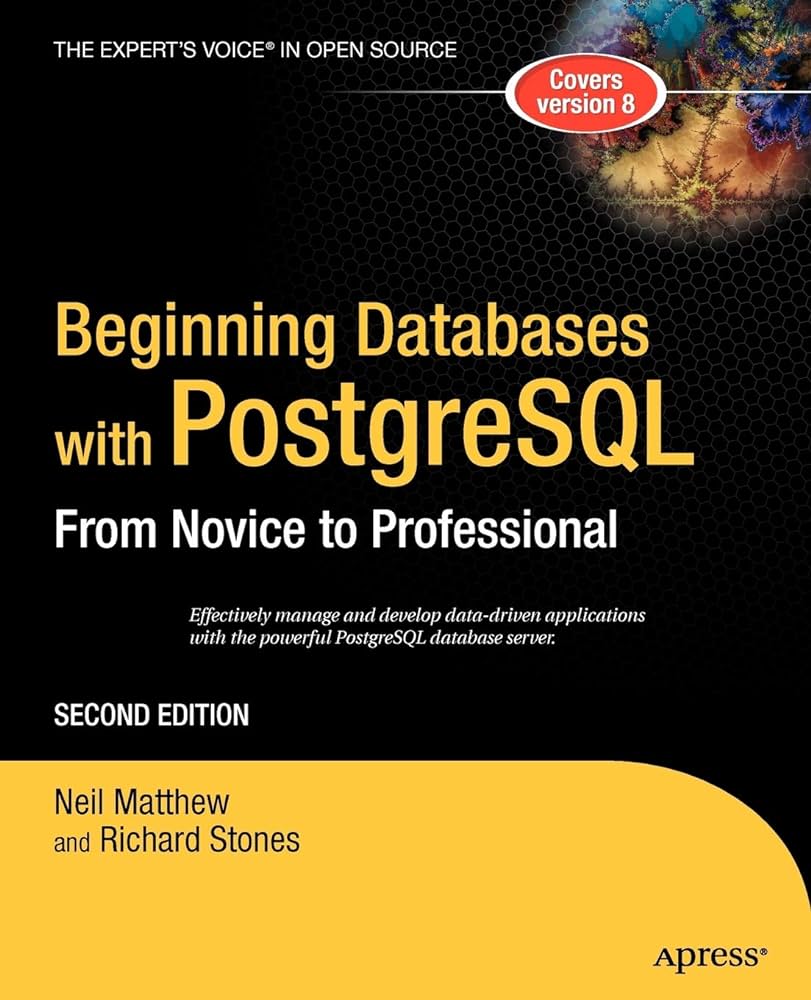 THE EXPERT'S VOICE® IN OPEN SOURCE
Covers
version 8
Beginning Databases
with PostgreSQL
From Novice to Professional
Effectively manage and develop data-driven applications
with the powerful PostgreSQL database server.
SECOND EDITION
Neil Matthew
and Richard Stones
Apress®